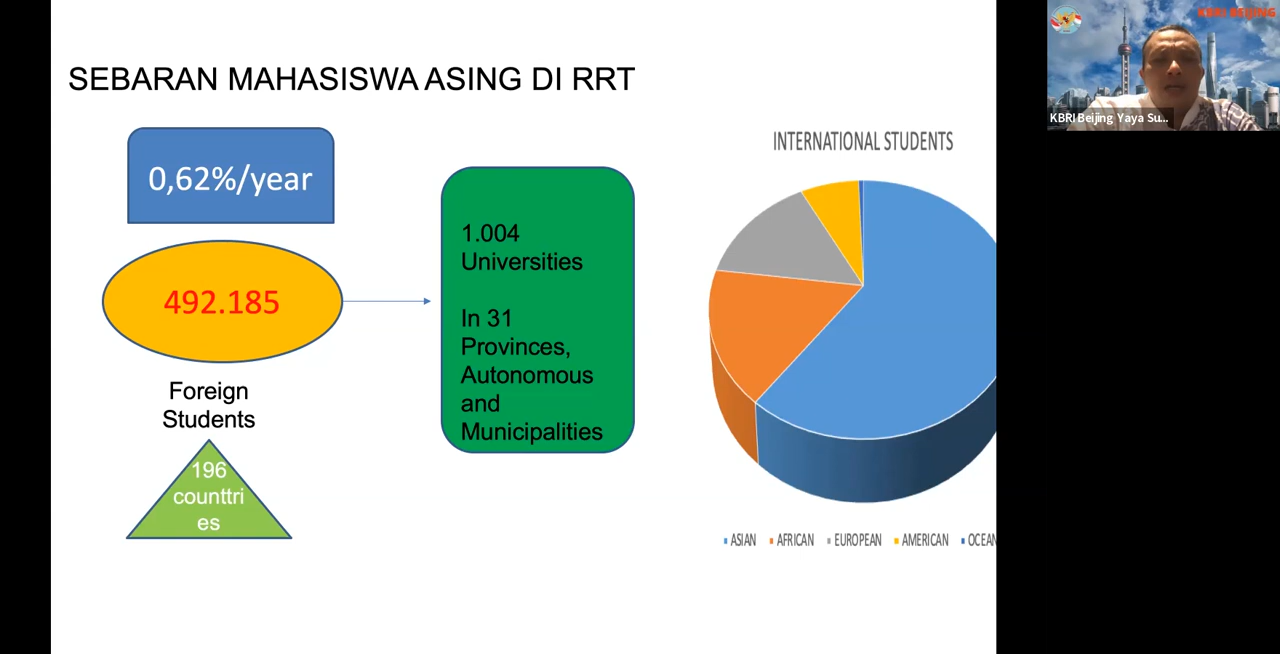 SEBARAN MAHASISWA ASING DI RRT
0,62%/year
492.185
Foreign
Students
196
counttri
es
1.004
Universities
In 31
Provinces,
Autonomous
and
Municipalities
INTERNATIONAL STUDENTS
ASIAN AFRICAN EUROPEAN AMERICAN OCEAN
KBRI BEIJING
KBRI Beijing Yaya Su...